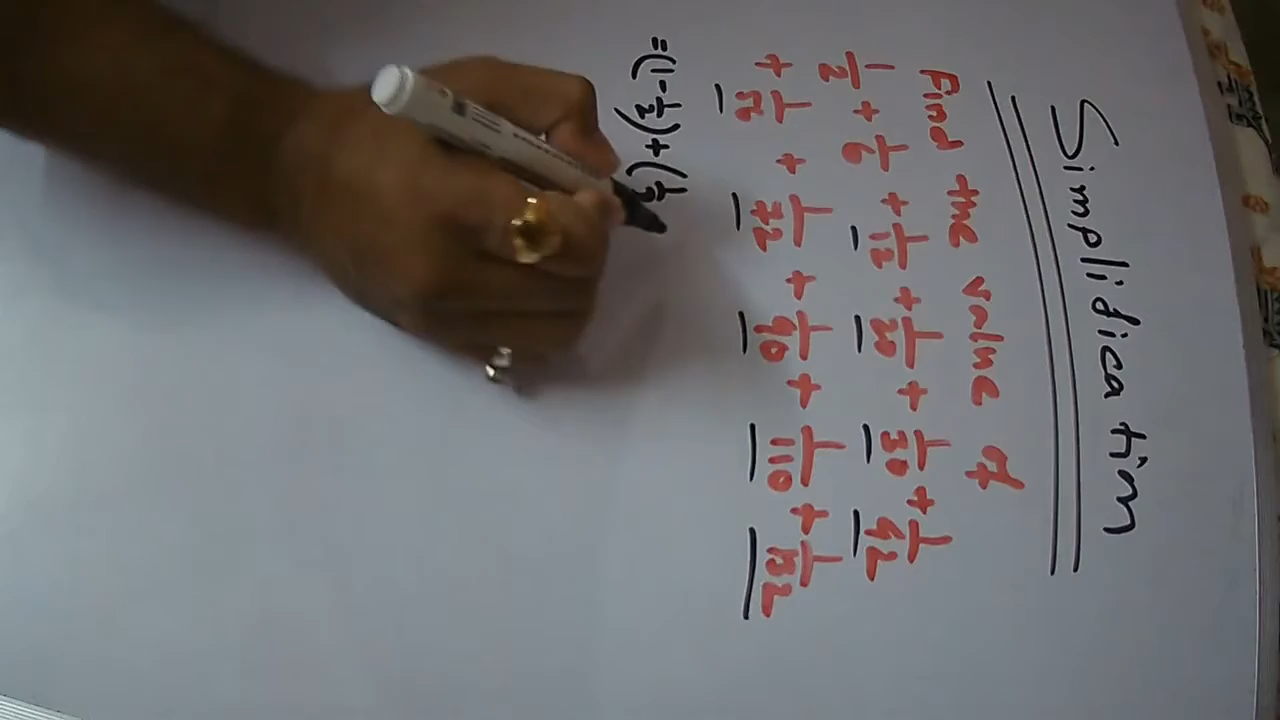 Simplification
Find the value of
1/2 + 1/6 + 1/12 + 1/20 + 1/30 + 1/42
+ 1/56 + 1/72 + 1/90 + 1/110 + 1/132
= (1 - 1/2) + (1/2